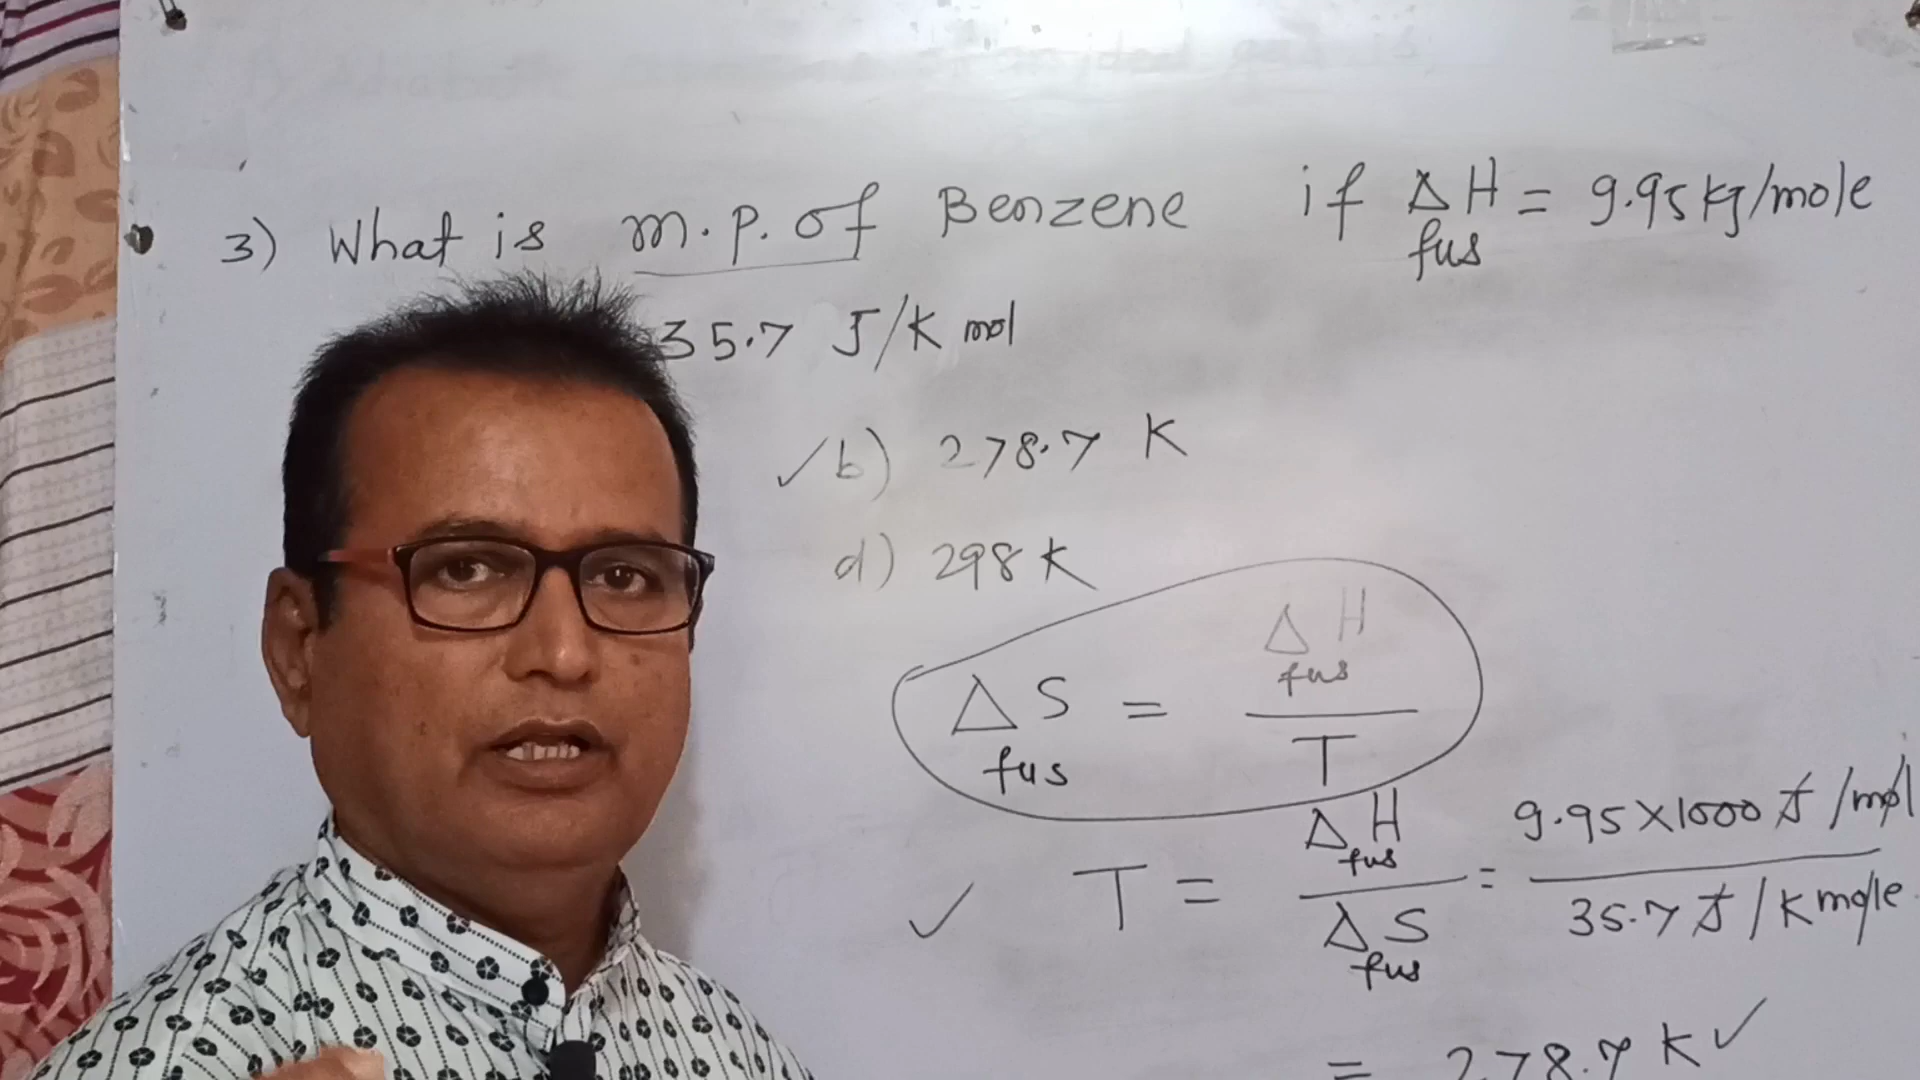 3) What is m.p. of Benzene if ΔH fus = 9.95 kJ/mole
35.7 J/K mol
✓b) 278.7 K
d) 298 K
ΔS fus = ΔH fus / T
✓ T = ΔH fus / ΔS fus = 9.95×1000 J/mol / 35.7 J/K mole
= 278.7 K ✓